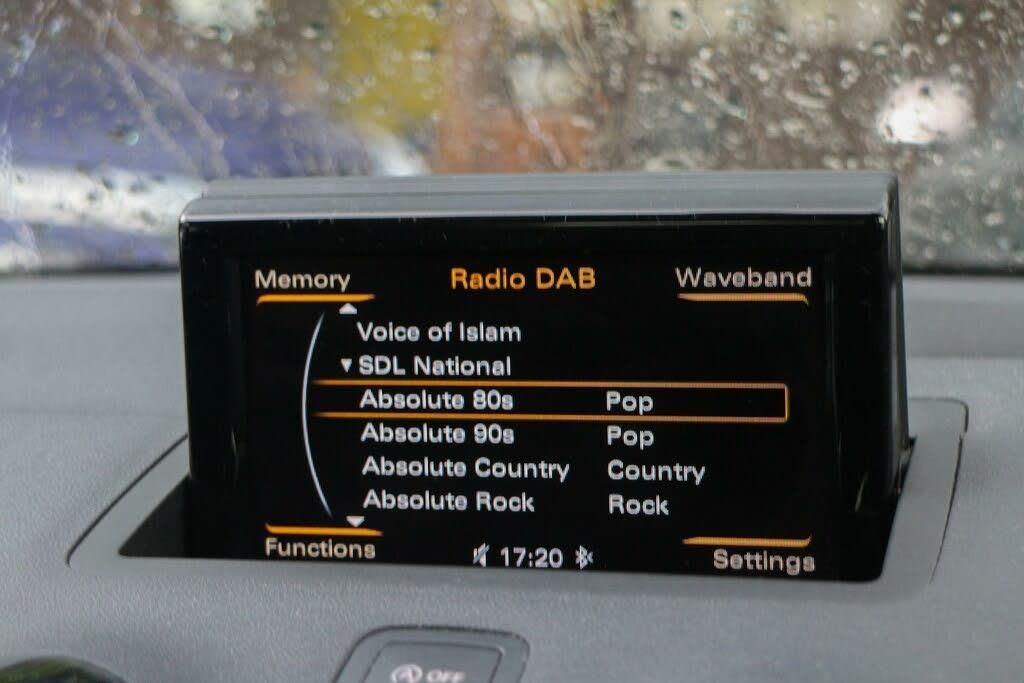 Memory Radio DAB Waveband
Voice of Islam
SDL National
Absolute 80s Pop
Absolute 90s Pop
Absolute Country Country
Absolute Rock Rock
Functions 17:20 Settings
A OFF